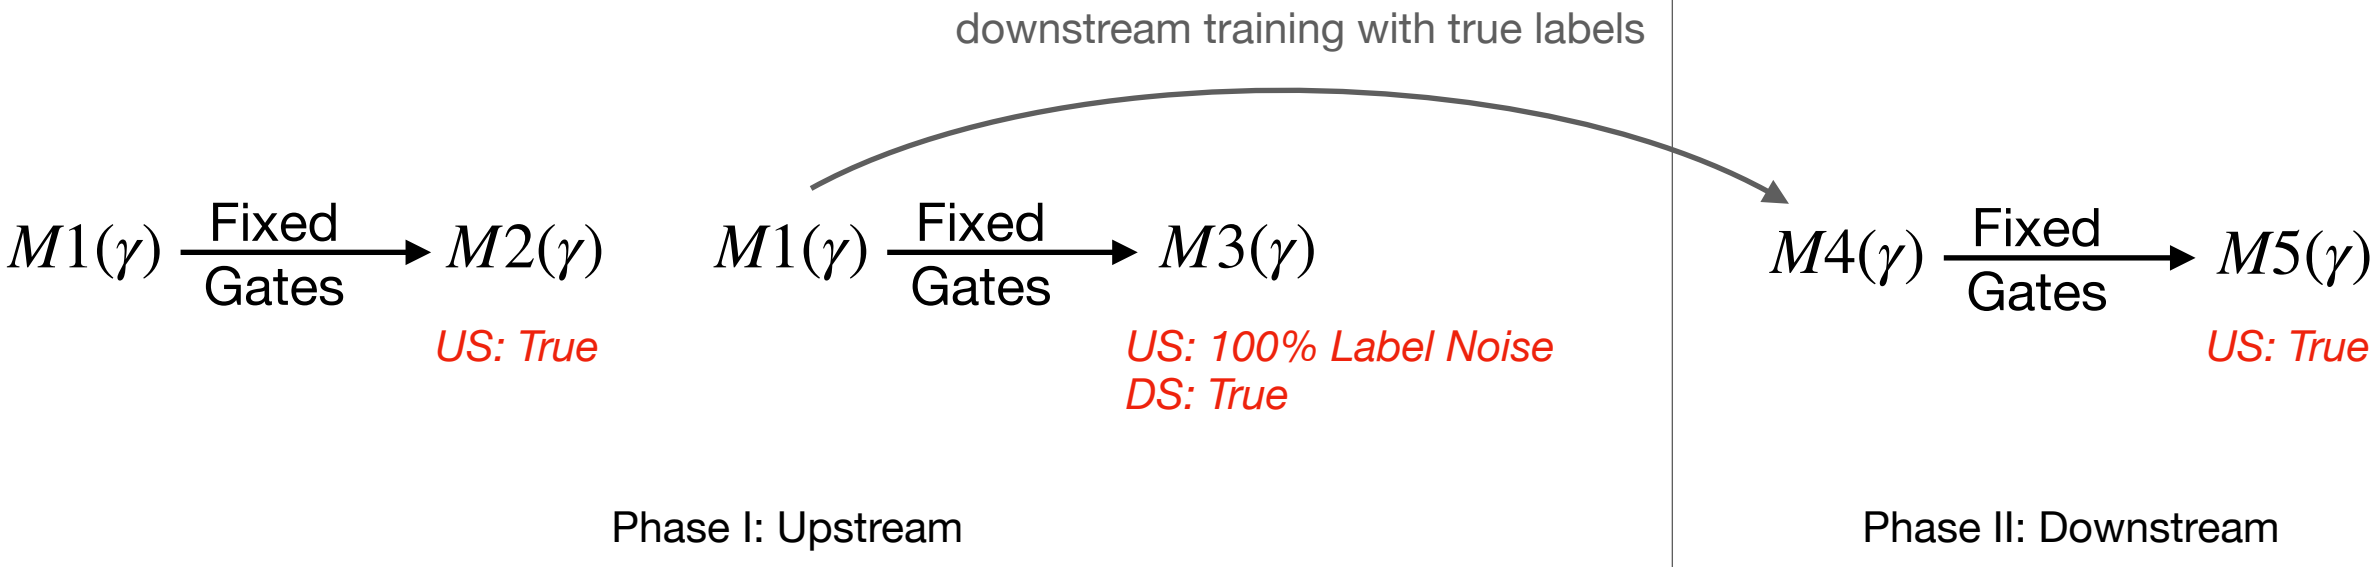 downstream training with true labels
M1(γ) Fixed Gates M2(γ)
US: True
M1(γ) Fixed Gates M3(γ)
US: 100% Label Noise
DS: True
M4(γ) Fixed Gates M5(γ)
US: True
Phase I: Upstream
Phase II: Downstream